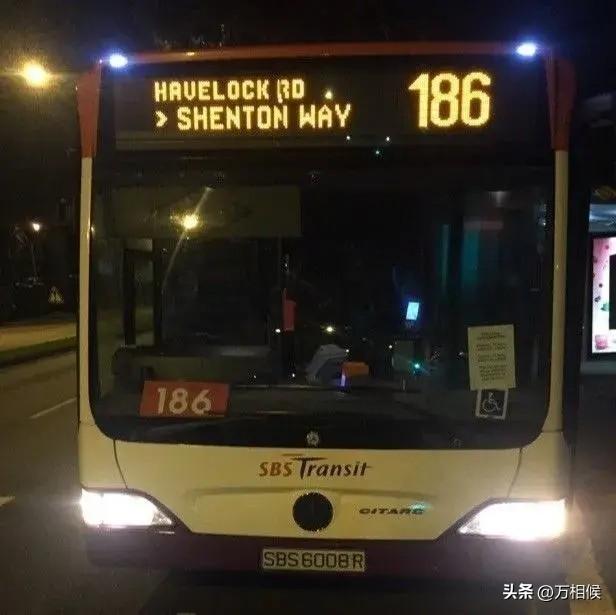 HAVELOCK RD
> SHENTON WAY
186
186
SBS Transit
CITARO
SBS6008R
头条 @万相候